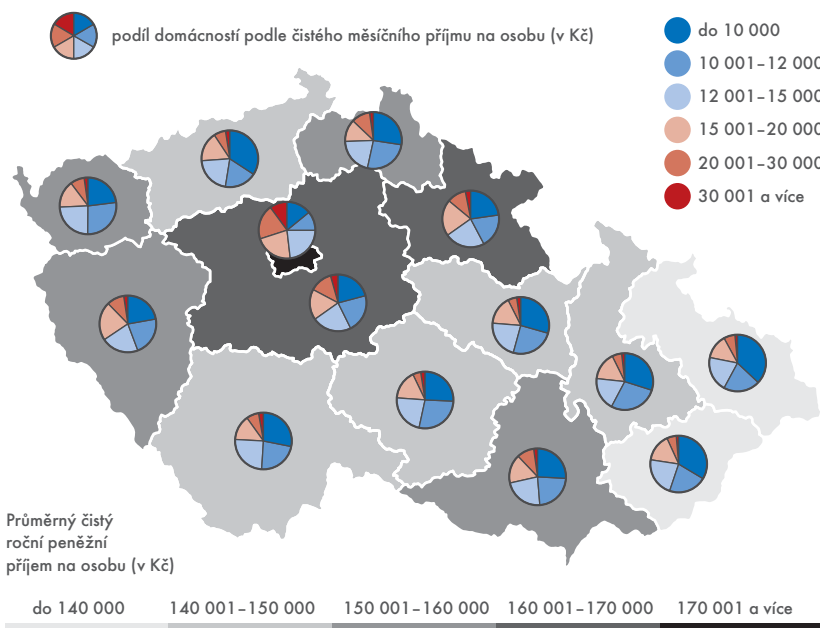 podíl domácností podle čistého měsíčního příjmu na osobu (v Kč)
do 10 000
10 001–12 000
12 001–15 000
15 001–20 000
20 001–30 000
30 001 a více
Průměrný čistý
roční peněžní
příjem na osobu (v Kč)
do 140 000
140 001–150 000
150 001–160 000
160 001–170 000
170 001 a více